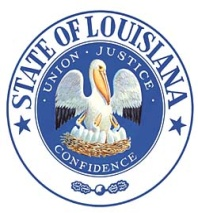 STATE OF LOUISIANA
UNION · JUSTICE
CONFIDENCE